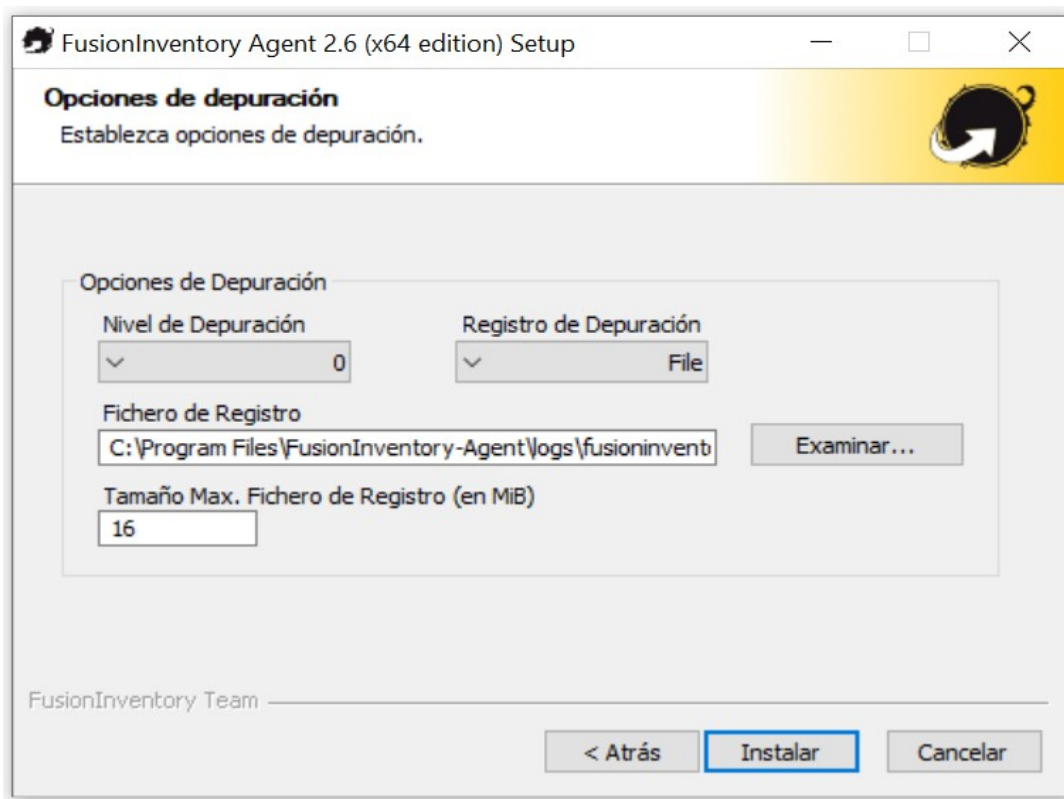 FusionInventory Agent 2.6 (x64 edition) Setup
Opciones de depuración
Establezca opciones de depuración.
Opciones de Depuración
Nivel de Depuración Registro de Depuración
0 File
Fichero de Registro
C:\Program Files\FusionInventory-Agent\logs\fusioninvent Examinar...
Tamaño Max. Fichero de Registro (en MiB)
16
FusionInventory Team
< Atrás Instalar Cancelar